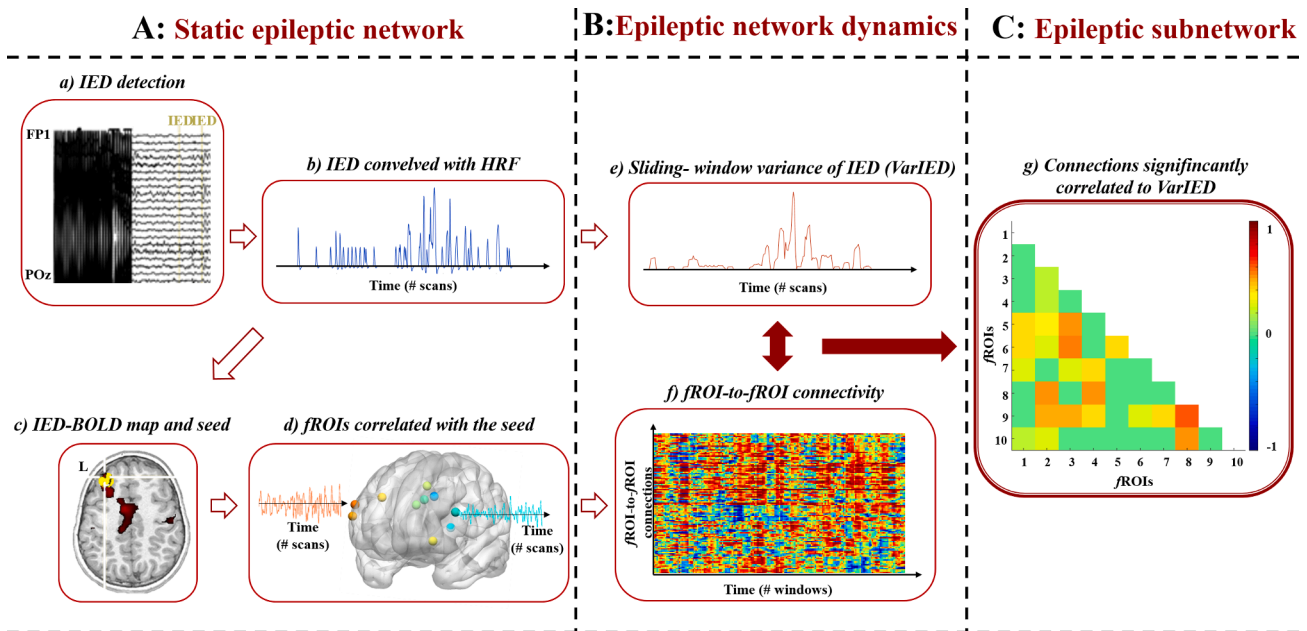 A: Static epileptic network
B:Epileptic network dynamics
C: Epileptic subnetwork
a) IED detection
IED
IED
FP1
POz
b) IED convelved with HRF
Time (# scans)
c) IED-BOLD map and seed
L
d) fROIs correlated with the seed
Time
(# scans)
Time
(# scans)
e) Sliding- window variance of IED (VarIED)
Time (# scans)
f) fROI-to-fROI connectivity
fROI-to-fROI
connections
Time (# windows)
g) Connections signifincantly
correlated to VarIED
1
2
3
4
5
6
7
8
9
10
fROIs
1 2 3 4 5 6 7 8 9 10
fROIs
1
0
-1